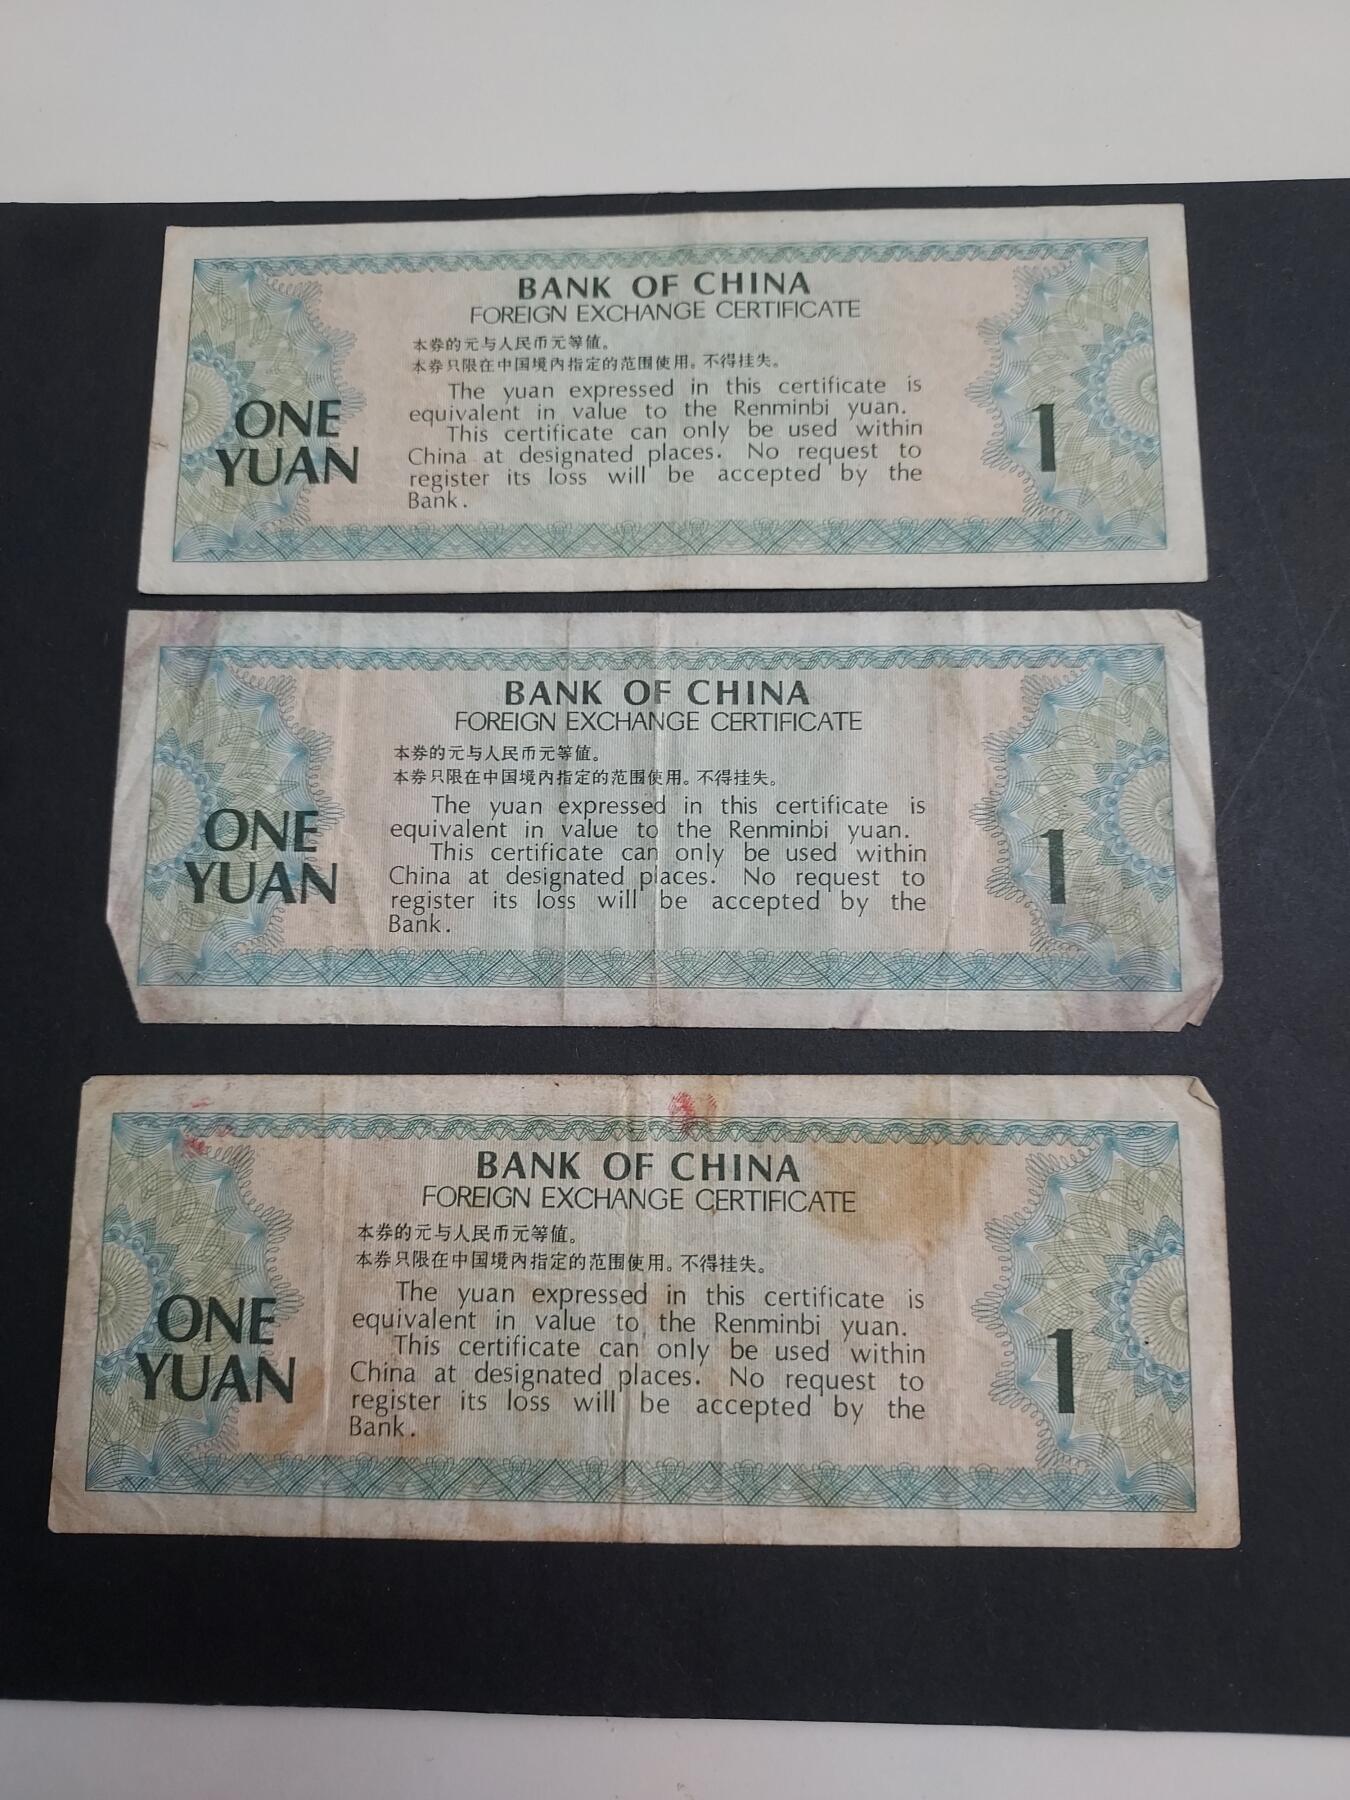 BANK OF CHINA
FOREIGN EXCHANGE CERTIFICATE
本券的元与人民币元等值。
本券只限在中国境内指定的范围使用。不得挂失。
The yuan expressed in this certificate is
equivalent in value to the Renminbi yuan.
This certificate can only be used within
China at designated places. No request to
register its loss will be accepted by the
Bank.
ONE
YUAN
1
BANK OF CHINA
FOREIGN EXCHANGE CERTIFICATE
本券的元与人民币元等值。
本券只限在中国境内指定的范围使用。不得挂失。
The yuan expressed in this certificate is
equivalent in value to the Renminbi yuan.
This certificate can only be used within
China at designated places. No request to
register its loss will be accepted by the
Bank.
ONE
YUAN
1
BANK OF CHINA
FOREIGN EXCHANGE CERTIFICATE
本券的元与人民币元等值。
本券只限在中国境内指定的范围使用。不得挂失。
The yuan expressed in this certificate is
equivalent in value to the Renminbi yuan.
This certificate can only be used within
China at designated places. No request to
register its loss will be accepted by the
Bank.
ONE
YUAN
1